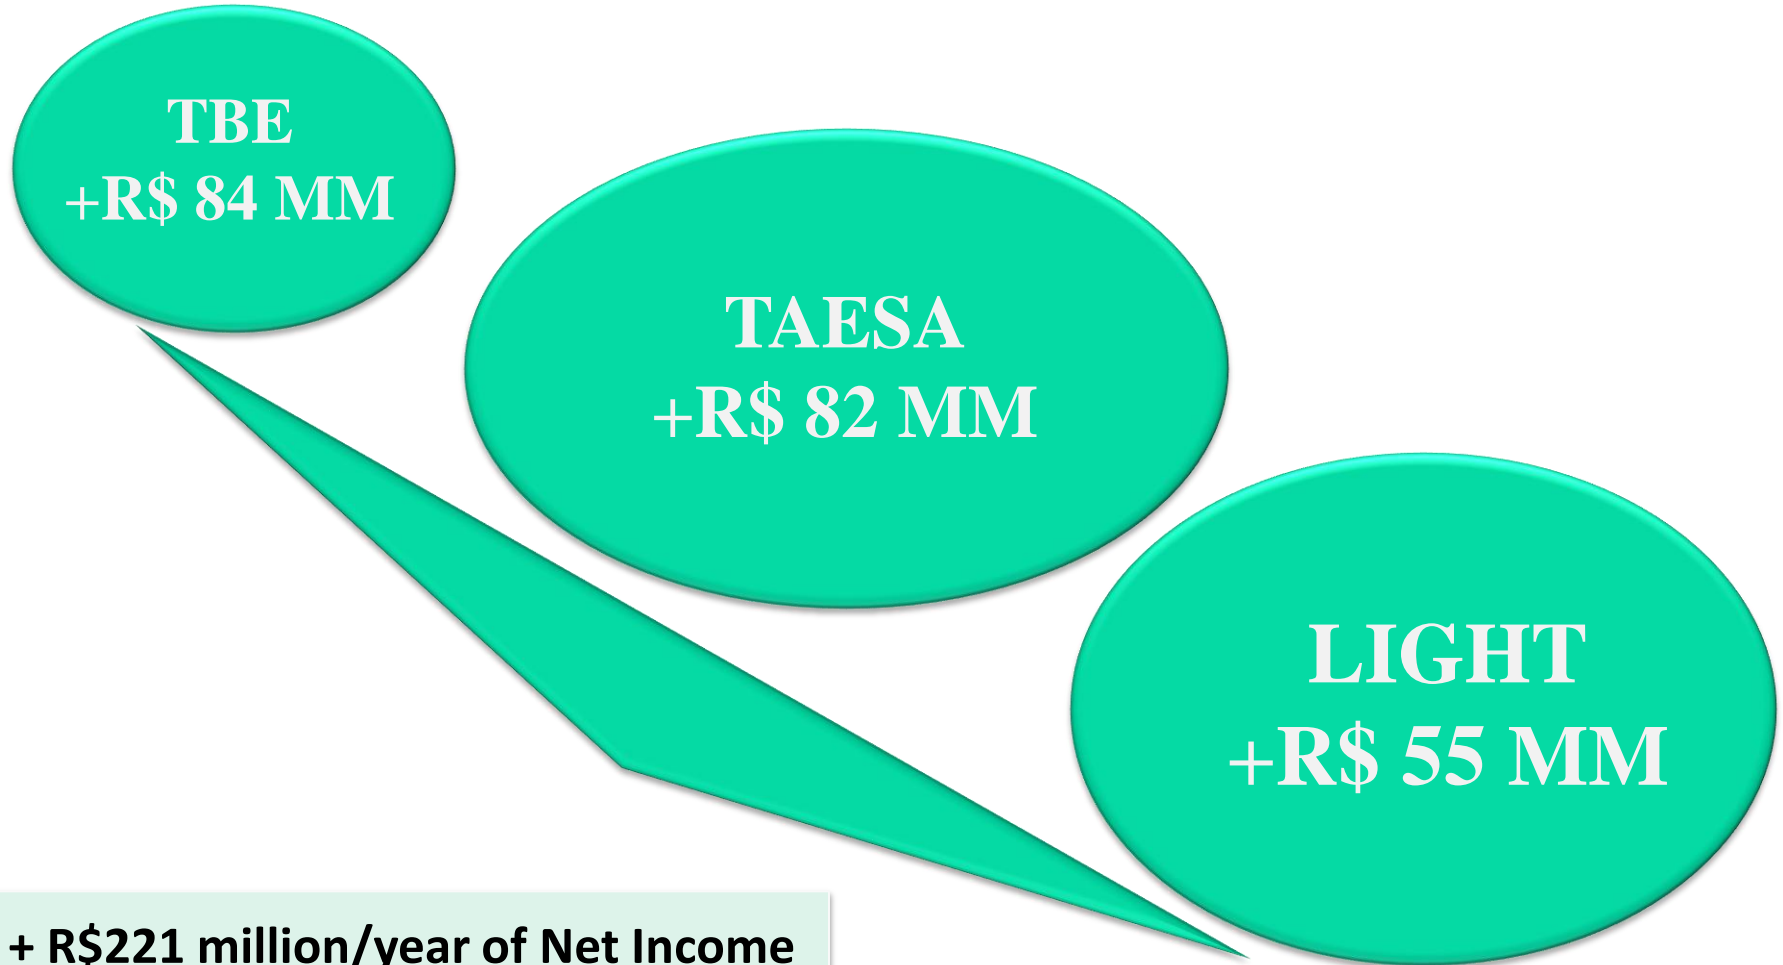 TBE
+R$ 84 MM
TAESA
+R$ 82 MM
LIGHT
+R$ 55 MM
+ R$221 million/year of Net Income